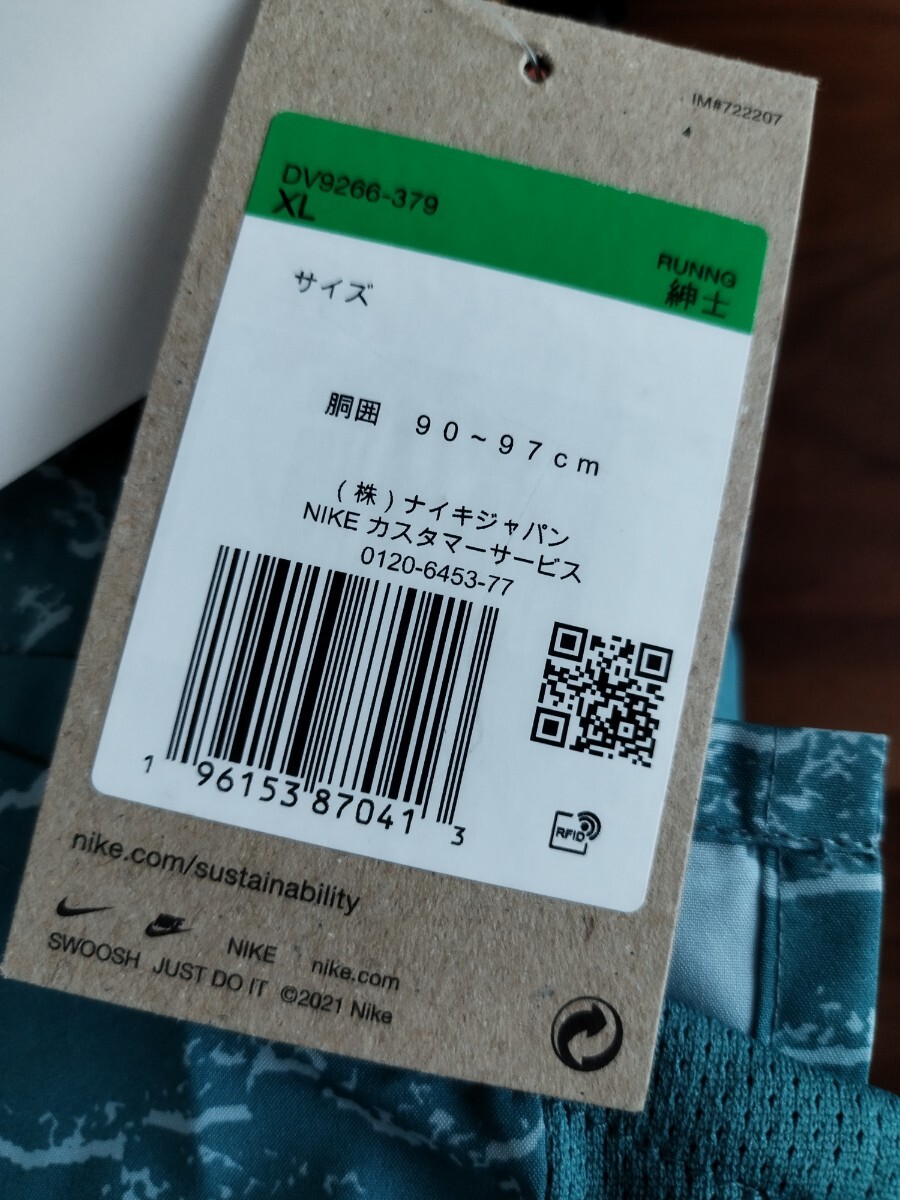 IM#722207
DV9266-379
XL
RUNNG
紳士
サイズ
胴囲 90~97cm
(株)ナイキジャパン
NIKE カスタマーサービス
0120-6453-77
1 96153 87041 3
RFID
nike.com/sustainability
NIKE nike.com
SWOOSH JUST DO IT ©2021 Nike